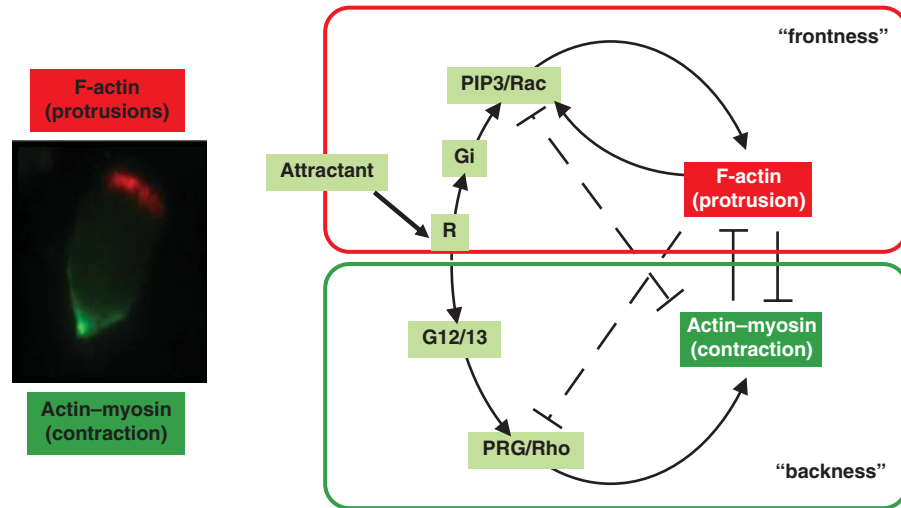 F-actin
(protrusions)
Actin–myosin
(contraction)
“frontness”
PIP3/Rac
Gi
Attractant
R
F-actin
(protrusion)
G12/13
Actin–myosin
(contraction)
PRG/Rho
“backness”